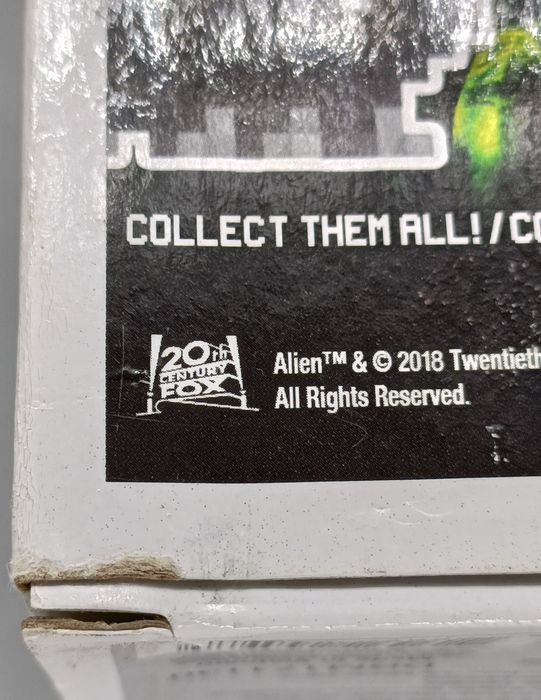 COLLECT THEM ALL! / CO
20th
CENTURY
FOX
Alien™ & © 2018 Twentieth
All Rights Reserved.